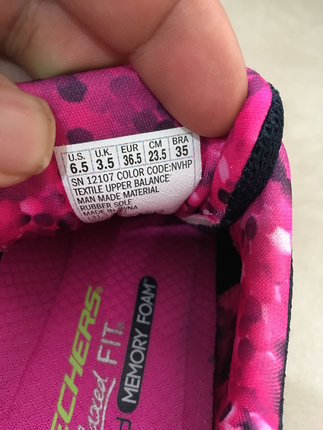 U.S. U.K. EUR CM BRA
6.5 3.5 36.5 23.5 35
SN 12107 COLOR CODE:NVHP
TEXTILE UPPER BALANCE
MAN MADE MATERIAL
RUBBER SOLE
MADE IN CHINA
ECHERS
FIT
MEMORY FOAM